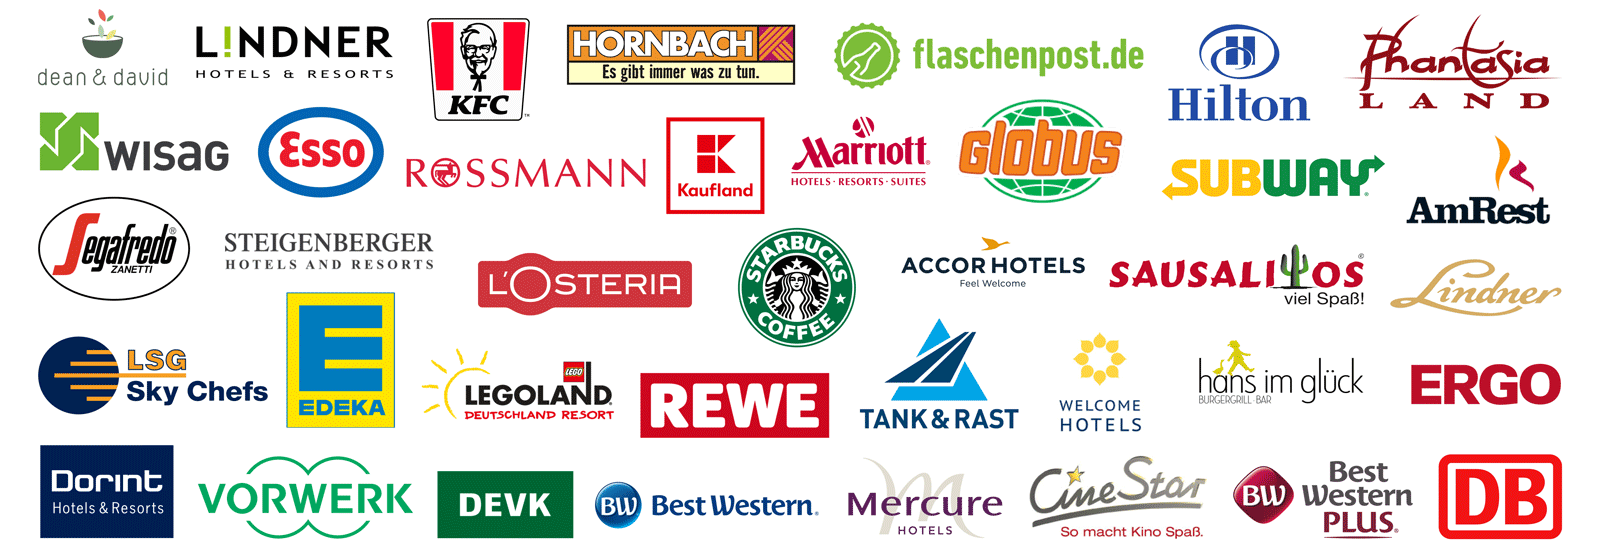 dean & david
L!NDNER
HOTELS & RESORTS
KFC
™
HORNBACH
Es gibt immer was zu tun.
flaschenpost.de
Hilton
Phantasia
LAND
WISAG
Esso
ROSSMANN
Kaufland
Marriott®
HOTELS · RESORTS · SUITES
GLOBUS
SUBWAY®
AmRest
Segafredo®
ZANETTI
STEIGENBERGER
HOTELS AND RESORTS
L'OSTERIA
STARBUCKS
COFFEE
ACCOR HOTELS
Feel Welcome
SAUSALITOS®
viel Spaß!
Lindner
LSG
Sky Chefs
EDEKA
LEGO
LEGOLAND®
DEUTSCHLAND RESORT
REWE
TANK & RAST
WELCOME
HOTELS
hans im glück
BURGERGRILL · BAR
ERGO
Dorint
Hotels & Resorts
VORWERK
DEVK
BW Best Western®
Mercure
HOTELS
CineStar
So macht Kino Spaß.
BW
Best
Western
PLUS®
DB